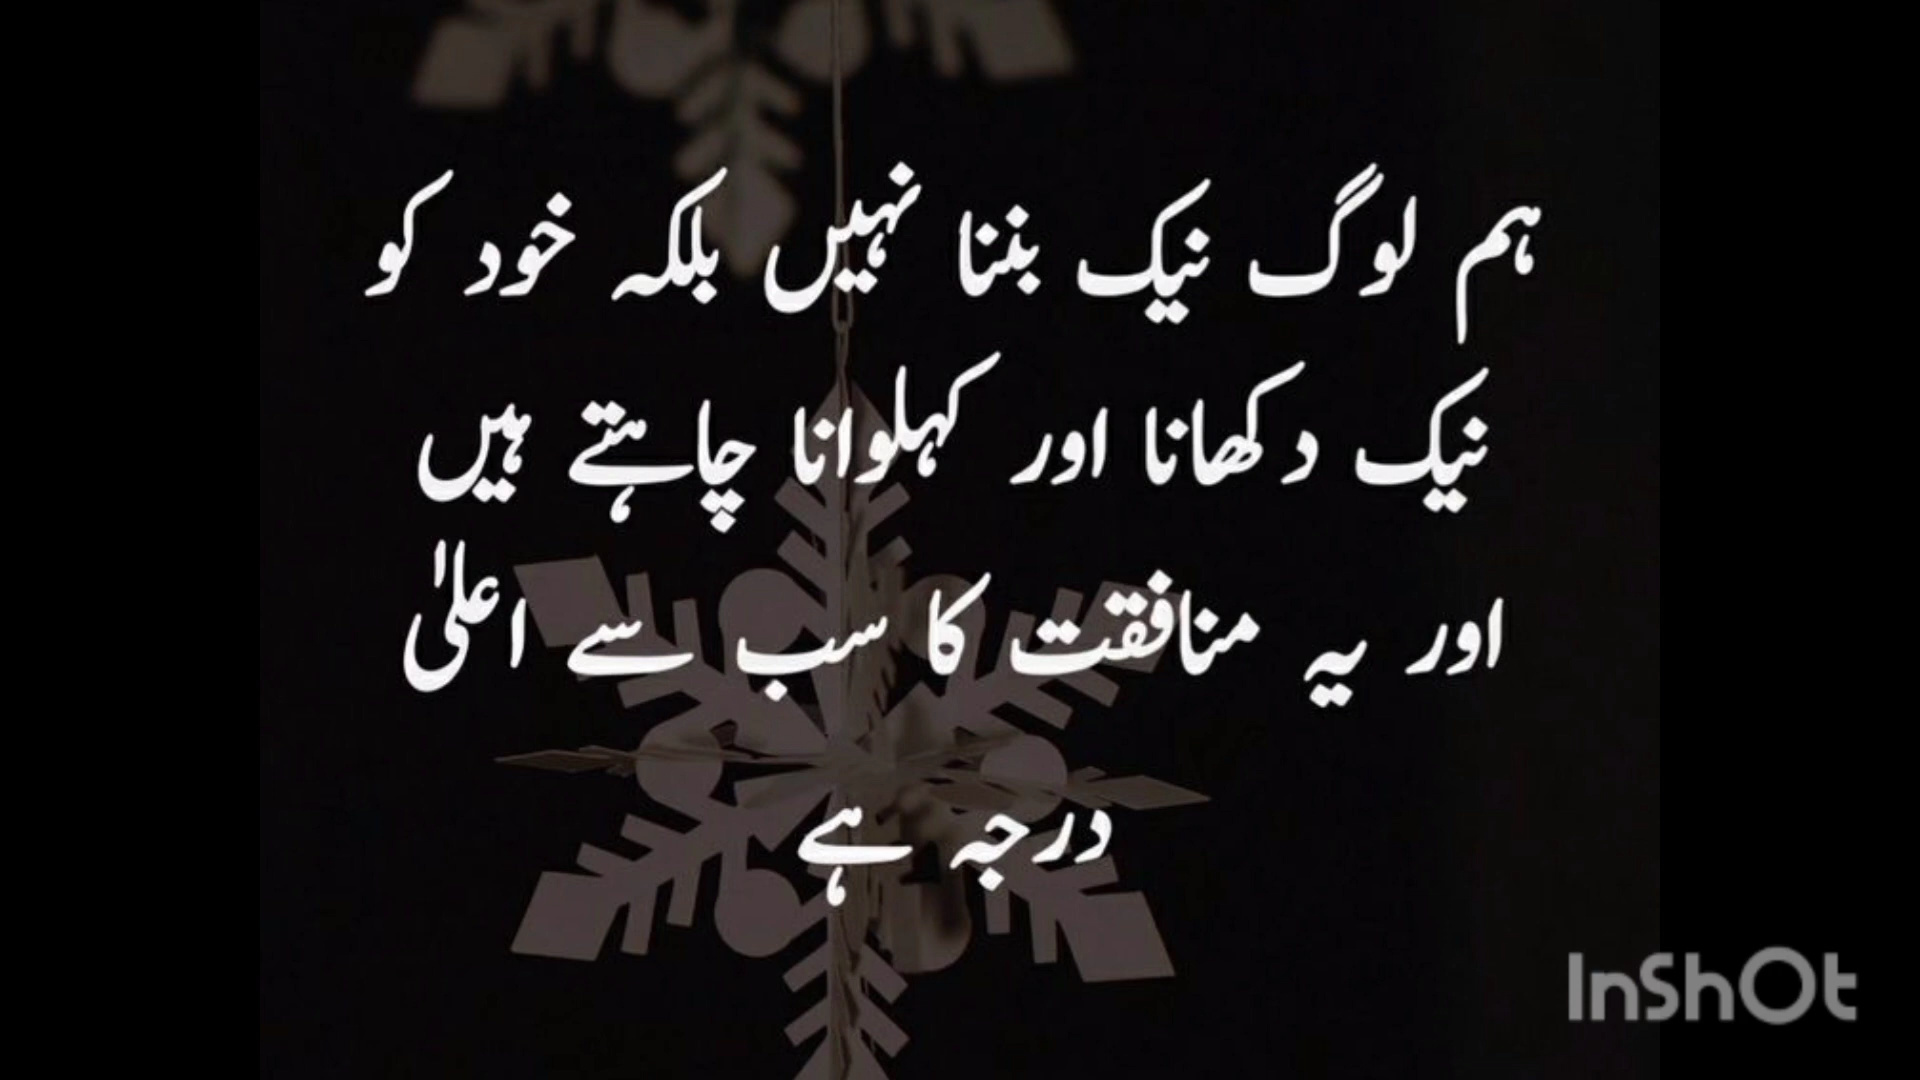 ہم لوگ نیک بننا نہیں بلکہ خود کو
نیک دکھانا اور کہلوانا چاہتے ہیں
اور یہ منافقت کا سب سے اعلیٰ
درجہ ہے
InShOt